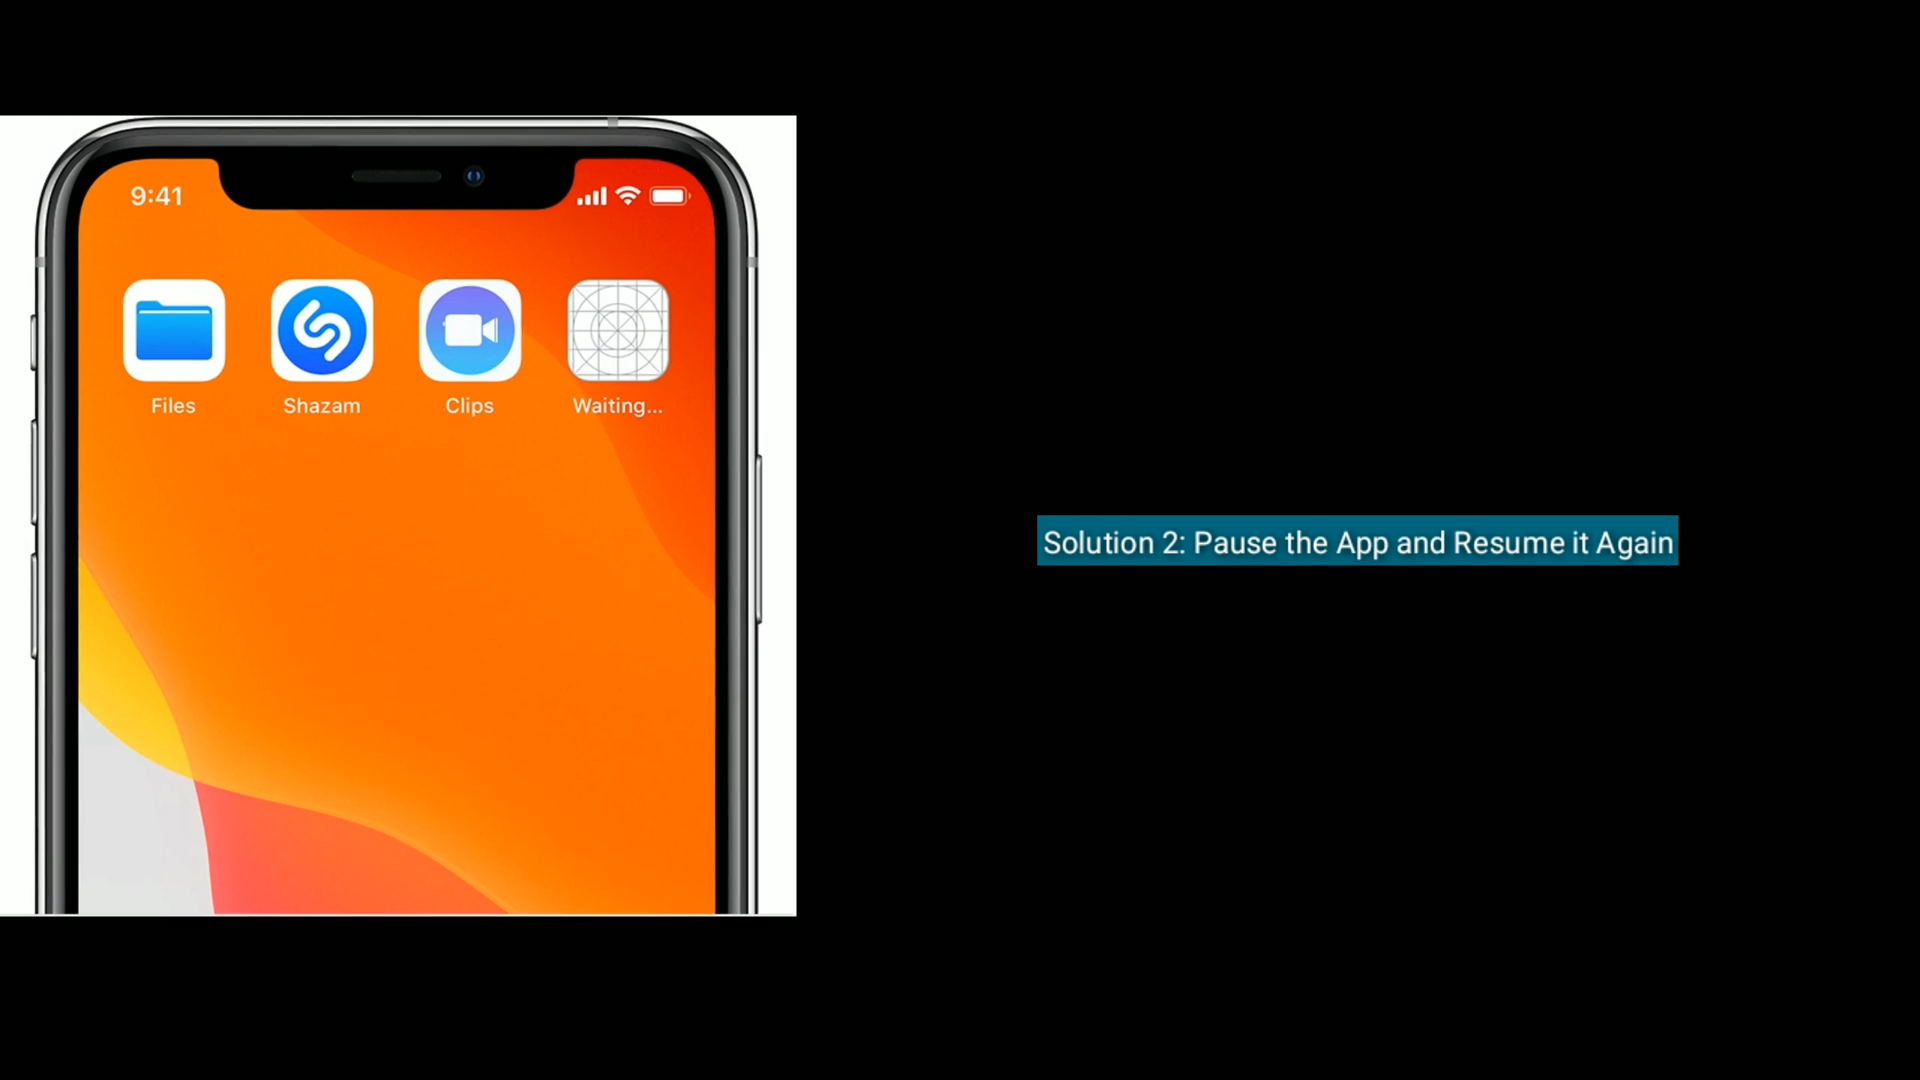 9:41
Files
Shazam
Clips
Waiting...
Solution 2: Pause the App and Resume it Again